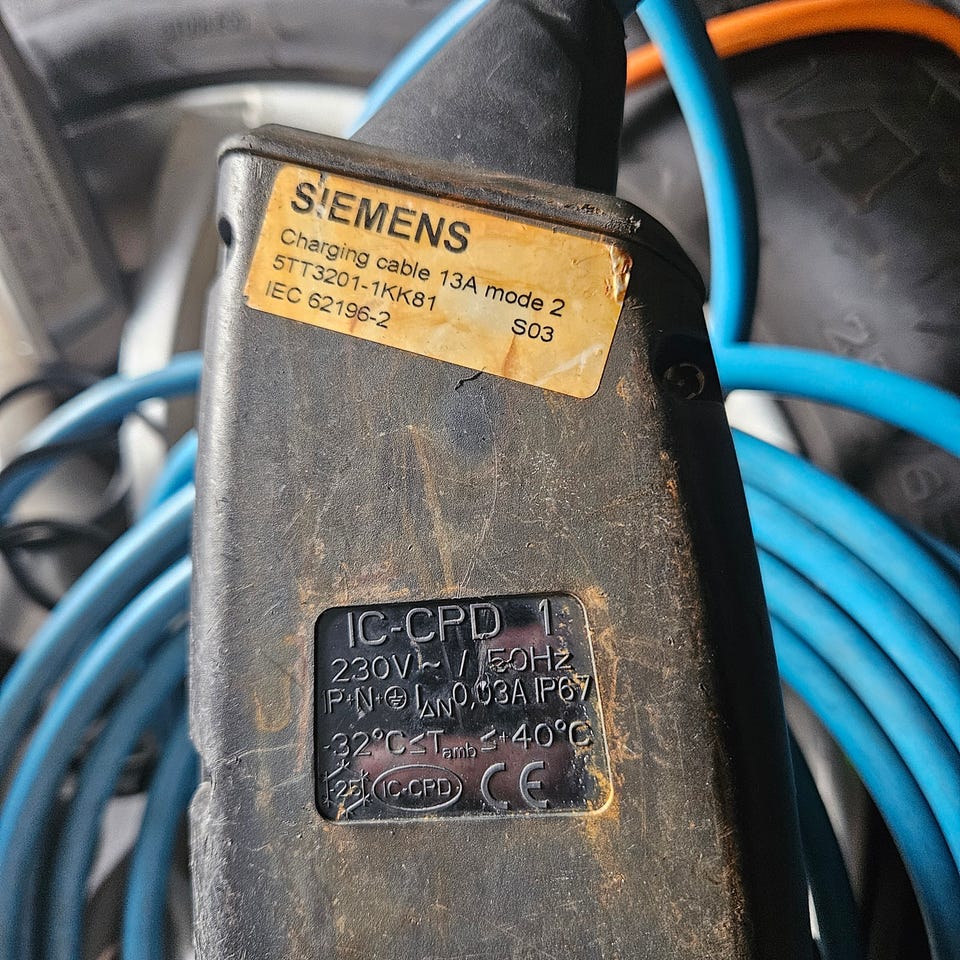 SIEMENS
Charging cable 13A mode 2
5TT3201-1KK81
IEC 62196-2 S03
IC-CPD 1
230V ~ / 50Hz
P+N+⏚ I∆N 0,03A IP67
-32°C≤Tamb≤+40°C
-25 IC-CPD CE